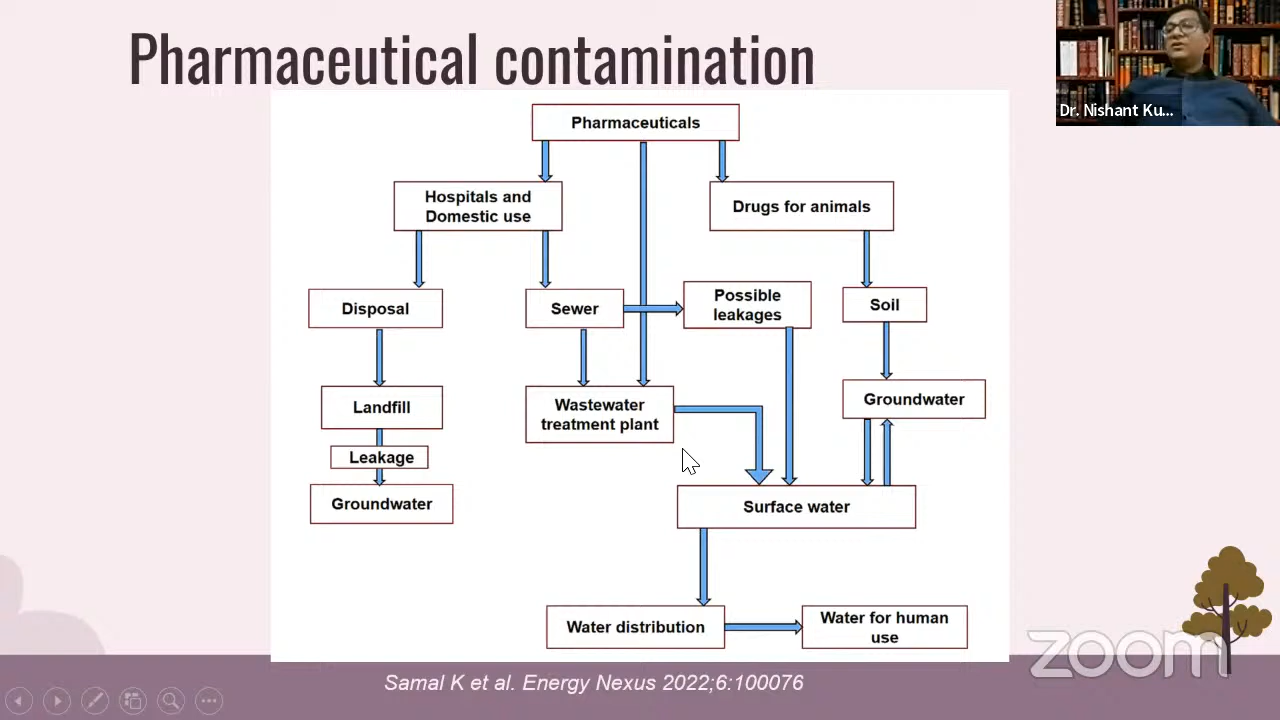 Pharmaceutical contamination
Dr. Nishant Ku...
Pharmaceuticals
Hospitals and
Domestic use
Drugs for animals
Disposal
Sewer
Possible
leakages
Soil
Landfill
Wastewater
treatment plant
Groundwater
Leakage
Groundwater
Surface water
Water distribution
Water for human
use
zoom
Samal K et al. Energy Nexus 2022;6:100076